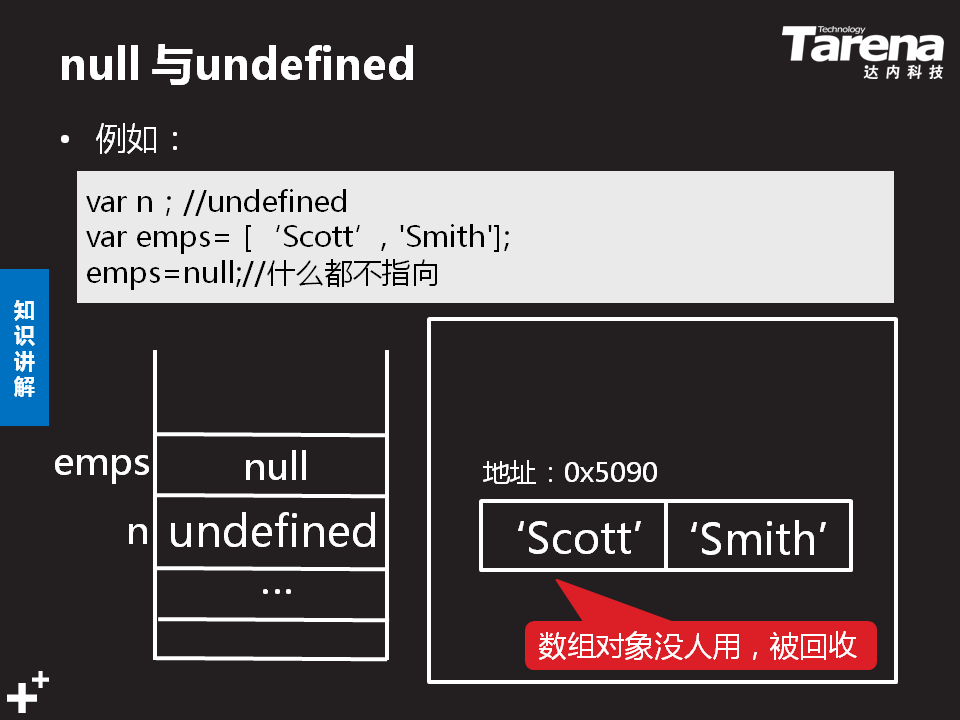 null 与undefined
Technology
Tarena
达内科技
• 例如：
var n；//undefined
var emps= [ ‘Scott‘, 'Smith'];
emps=null;//什么都不指向
知识讲解
emps
null
n
undefined
...
地址：0x5090
‘Scott’
‘Smith’
数组对象没人用，被回收